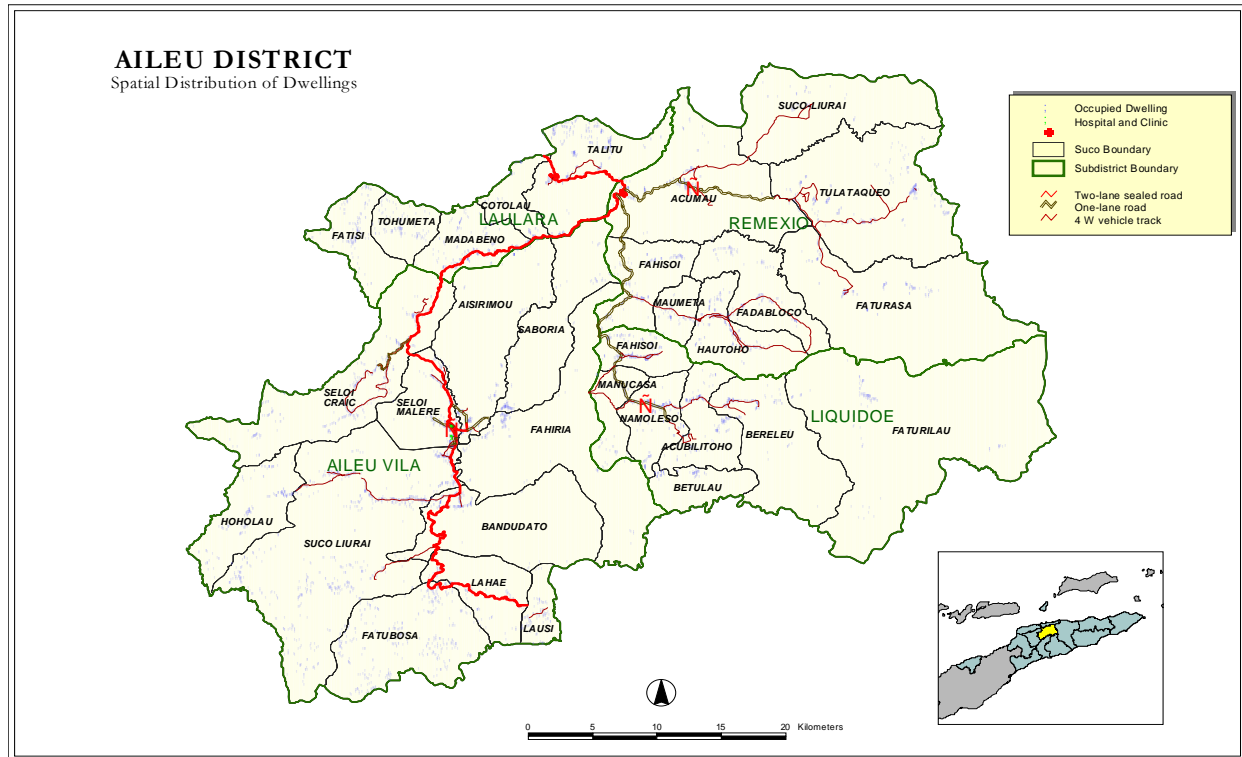 AILEU DISTRICT
Spatial Distribution of Dwellings
Occupied Dwelling
Hospital and Clinic
Suco Boundary
Subdistrict Boundary
Two-lane sealed road
One-lane road
4 W vehicle track
SUCO LIURAI
TALITU
Ñ
ACUMAU
TULATAQUEO
COTOLAU
LAULARA
TOHUMETA
REMEXIO
FATISI
MADABENO
FAHISOI
AISIRIMOU
MAUMETA
FATURASA
FADABLOCO
SABORIA
FAHISOI
HAUTOHO
MANUCASA
SELOI
CRAIC
SELOI
MALERE
Ñ
NAMOLESO
LIQUIDOE
Ñ
FAHIRIA
BERELEU
FATURILAU
ACUBILITOHO
AILEU VILA
BETULAU
HOHOLAU
BANDUDATO
SUCO LIURAI
LAHAE
LAUSI
FATUBOSA
0 5 10 15 20 Kilometers